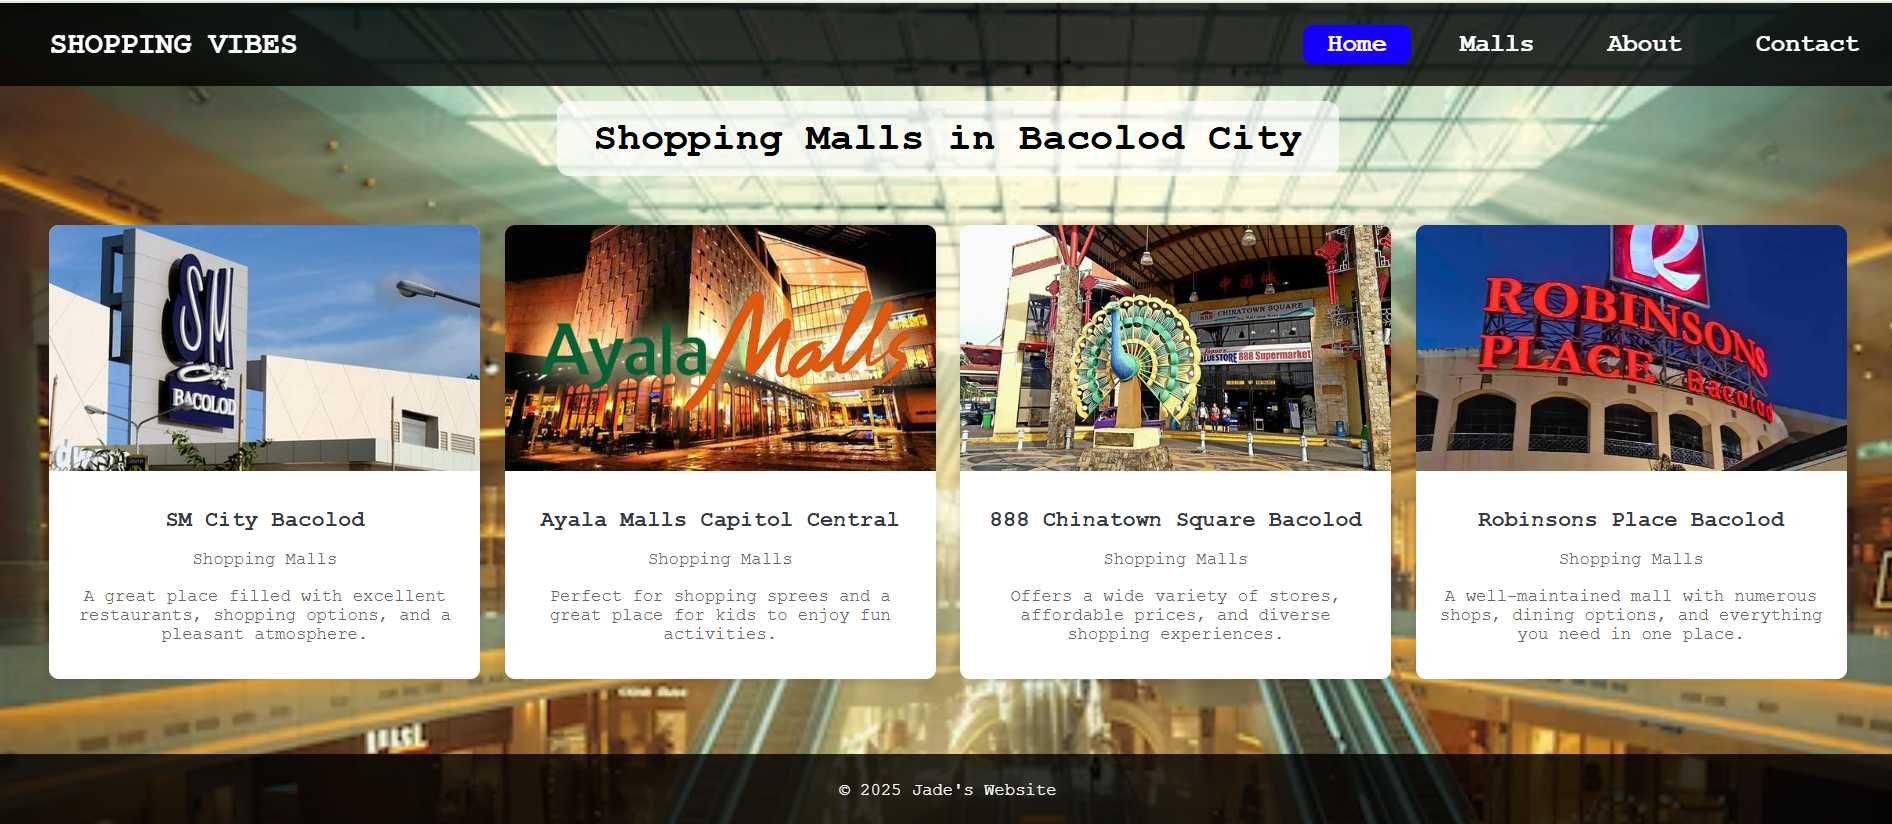 SHOPPING VIBES
Home
Malls
About
Contact
Shopping Malls in Bacolod City
SM
City
BACOLOD
Ayala Malls
CHINATOWN SQUARE
888 Supermarket
R
ROBINSONS
PLACE Bacolod
SM City Bacolod
Shopping Malls
A great place filled with excellent
restaurants, shopping options, and a
pleasant atmosphere.
Ayala Malls Capitol Central
Shopping Malls
Perfect for shopping sprees and a
great place for kids to enjoy fun
activities.
888 Chinatown Square Bacolod
Shopping Malls
Offers a wide variety of stores,
affordable prices, and diverse
shopping experiences.
Robinsons Place Bacolod
Shopping Malls
A well-maintained mall with numerous
shops, dining options, and everything
you need in one place.
© 2025 Jade's Website